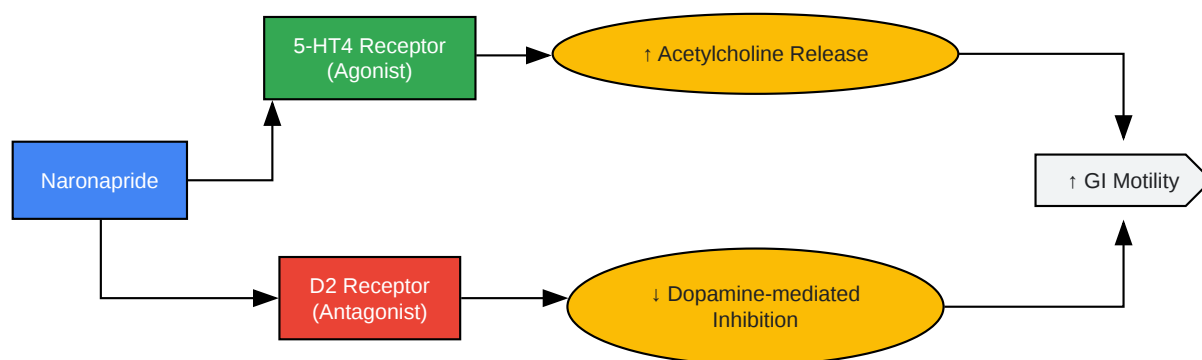 5-HT4 Receptor
(Agonist)
↑ Acetylcholine Release
Naronapride
↑ GI Motility
D2 Receptor
(Antagonist)
↓ Dopamine-mediated
Inhibition